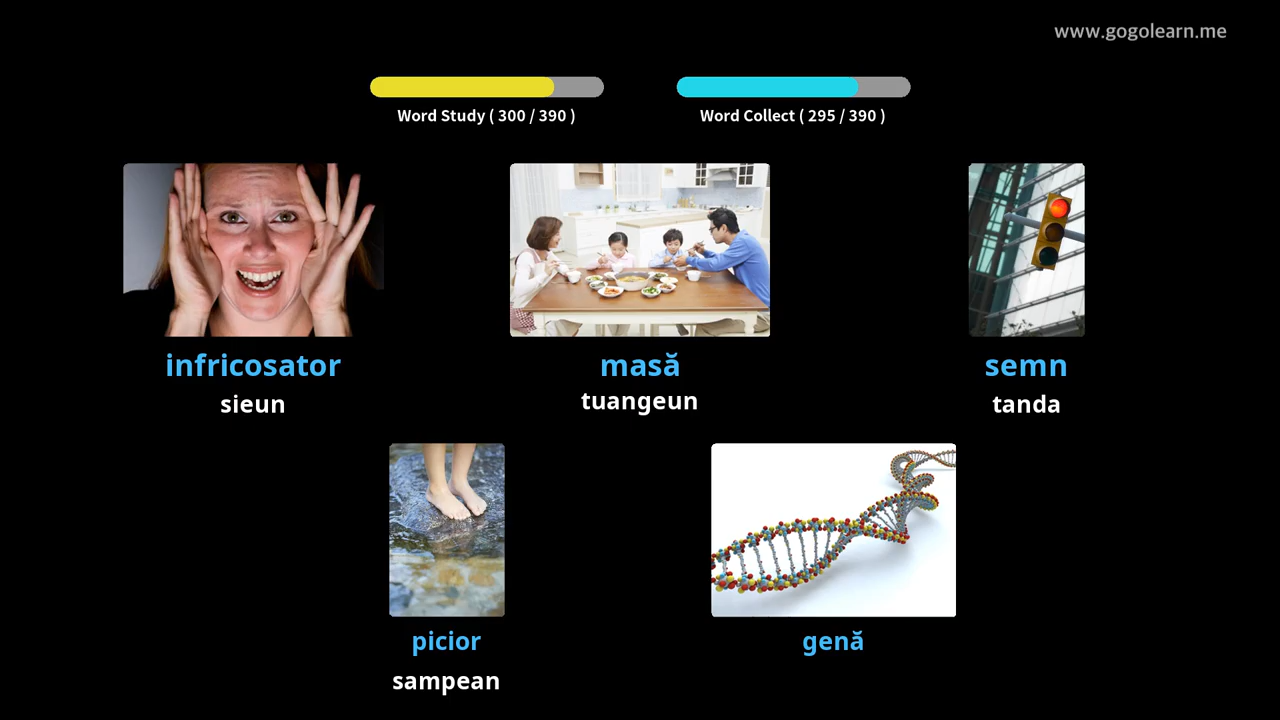 www.gogolearn.me
Word Study ( 300 / 390 )
Word Collect ( 295 / 390 )
infricosator
sieun
masă
tuangeun
semn
tanda
picior
sampean
genă